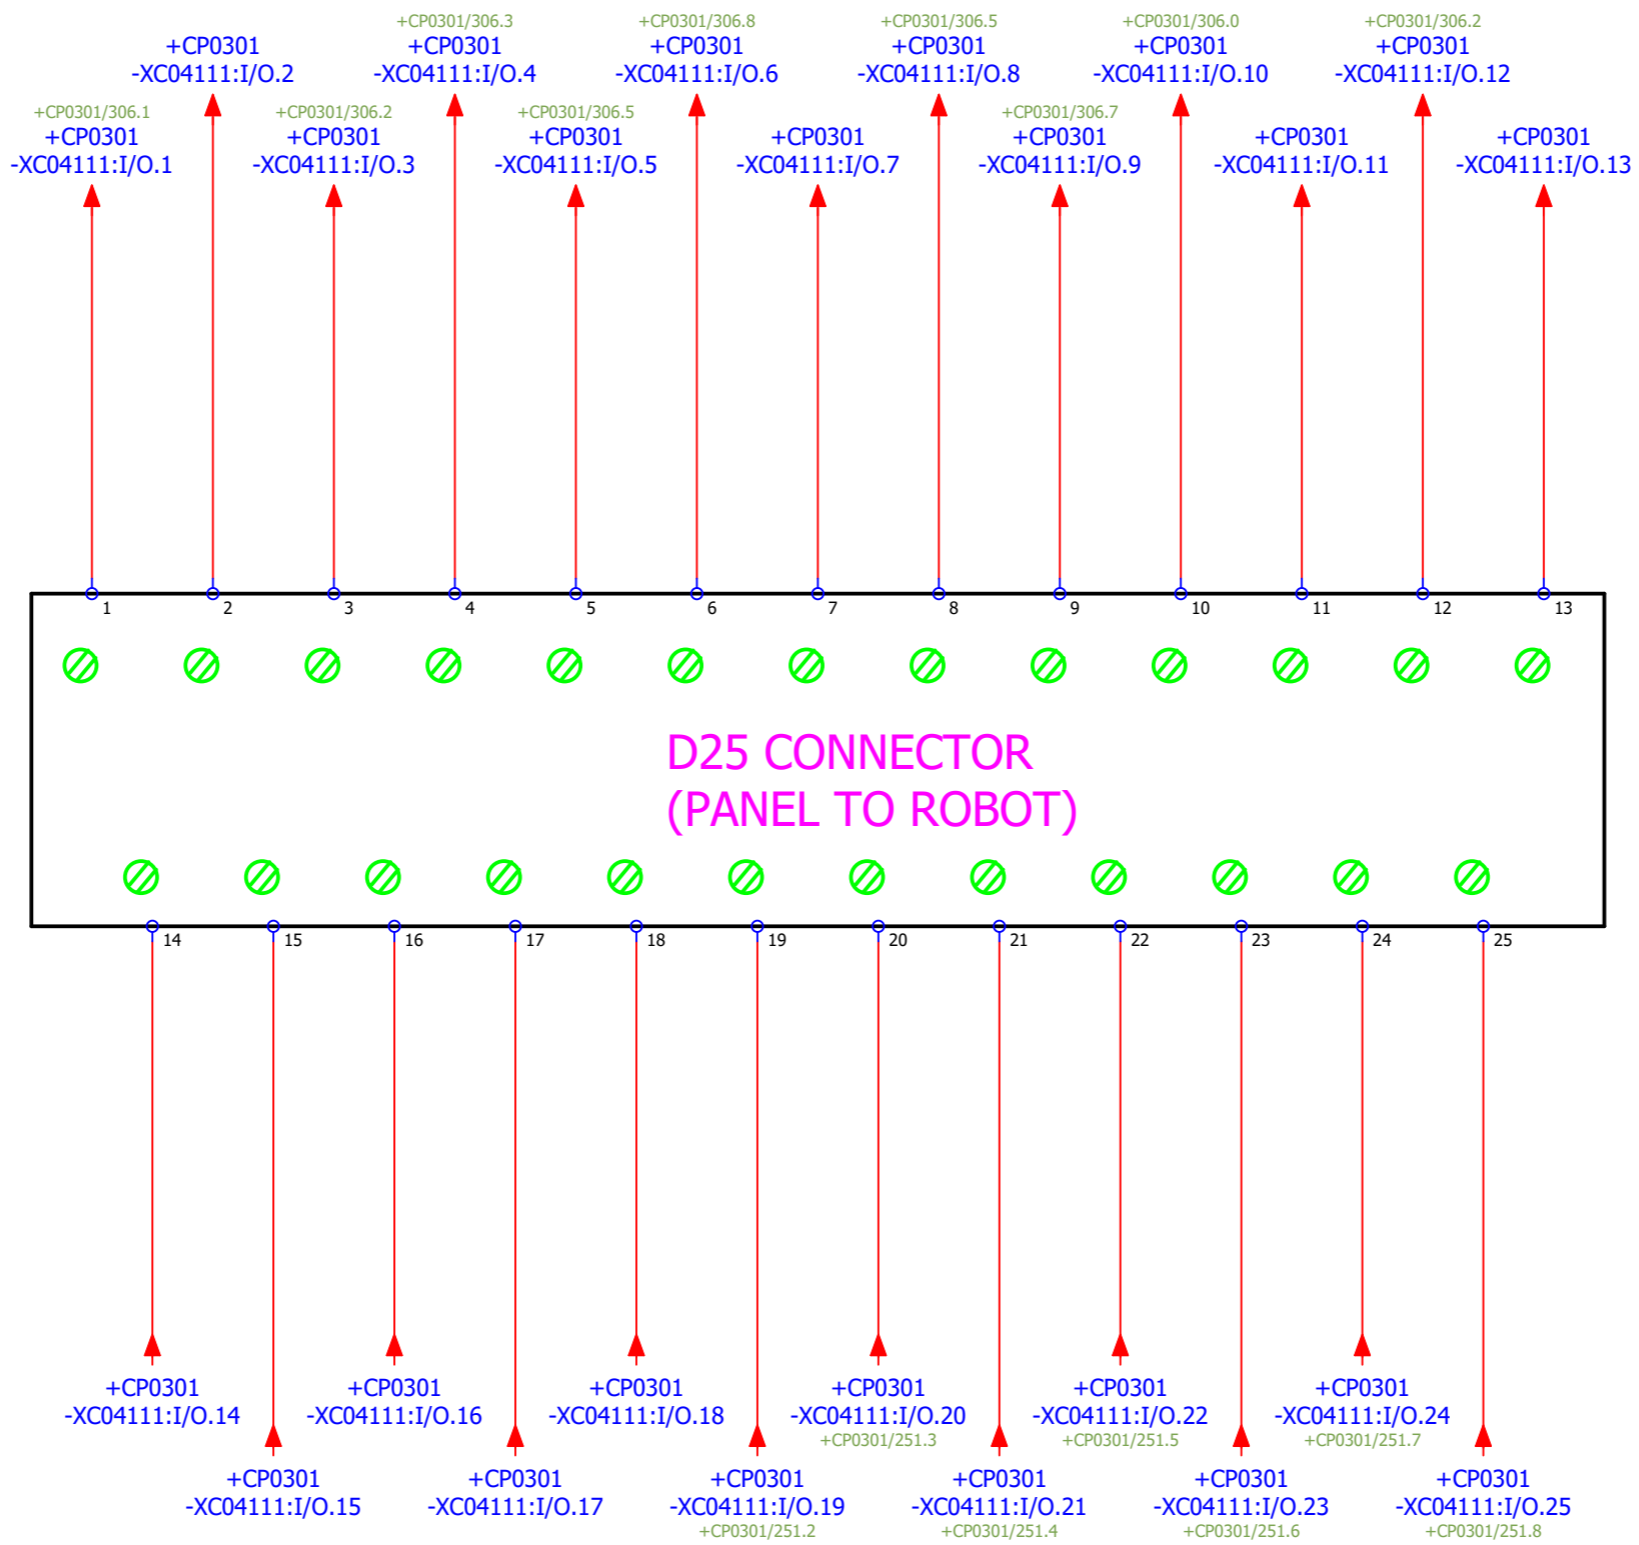 +CP0301/306.3
+CP0301/306.8
+CP0301/306.5
+CP0301/306.0
+CP0301/306.2
+CP0301
+CP0301
+CP0301
+CP0301
+CP0301
+CP0301
-XC04111:I/O.2
-XC04111:I/O.4
-XC04111:I/O.6
-XC04111:I/O.8
-XC04111:I/O.10
-XC04111:I/O.12
+CP0301/306.1
+CP0301/306.2
+CP0301/306.5
+CP0301/306.7
+CP0301
+CP0301
+CP0301
+CP0301
+CP0301
+CP0301
+CP0301
-XC04111:I/O.1
-XC04111:I/O.3
-XC04111:I/O.5
-XC04111:I/O.7
-XC04111:I/O.9
-XC04111:I/O.11
-XC04111:I/O.13
1
2
3
4
5
6
7
8
9
10
11
12
13
D25 CONNECTOR
(PANEL TO ROBOT)
14
15
16
17
18
19
20
21
22
23
24
25
+CP0301
+CP0301
+CP0301
+CP0301
+CP0301
+CP0301
-XC04111:I/O.14
-XC04111:I/O.16
-XC04111:I/O.18
-XC04111:I/O.20
-XC04111:I/O.22
-XC04111:I/O.24
+CP0301/251.3
+CP0301/251.5
+CP0301/251.7
+CP0301
+CP0301
+CP0301
+CP0301
+CP0301
+CP0301
-XC04111:I/O.15
-XC04111:I/O.17
-XC04111:I/O.19
-XC04111:I/O.21
-XC04111:I/O.23
-XC04111:I/O.25
+CP0301/251.2
+CP0301/251.4
+CP0301/251.6
+CP0301/251.8